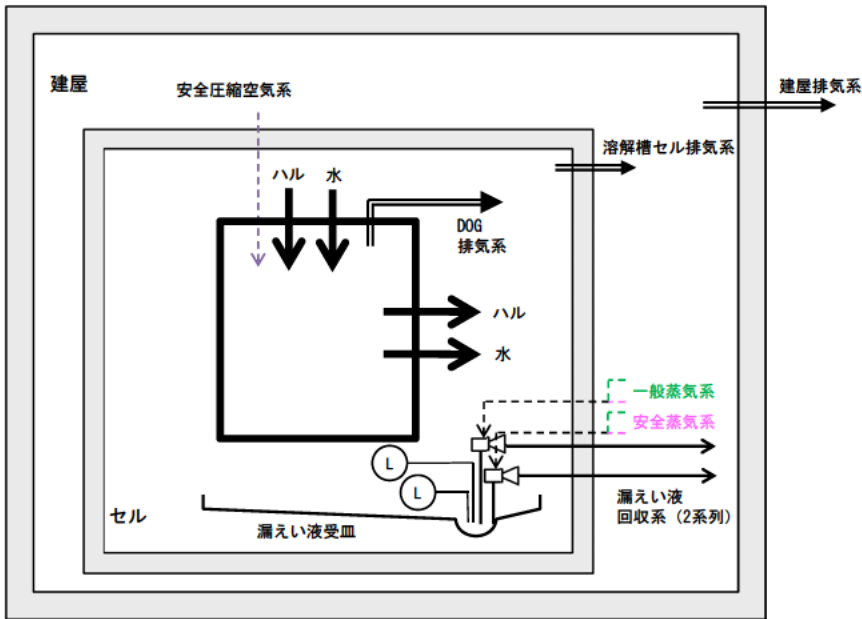 建屋
安全圧縮空気系
建屋排気系
溶解槽セル排気系
ハル
水
DOG
排気系
ハル
水
一般蒸気系
安全蒸気系
L
L
漏えい液
回収系（2系列）
セル
漏えい液受皿